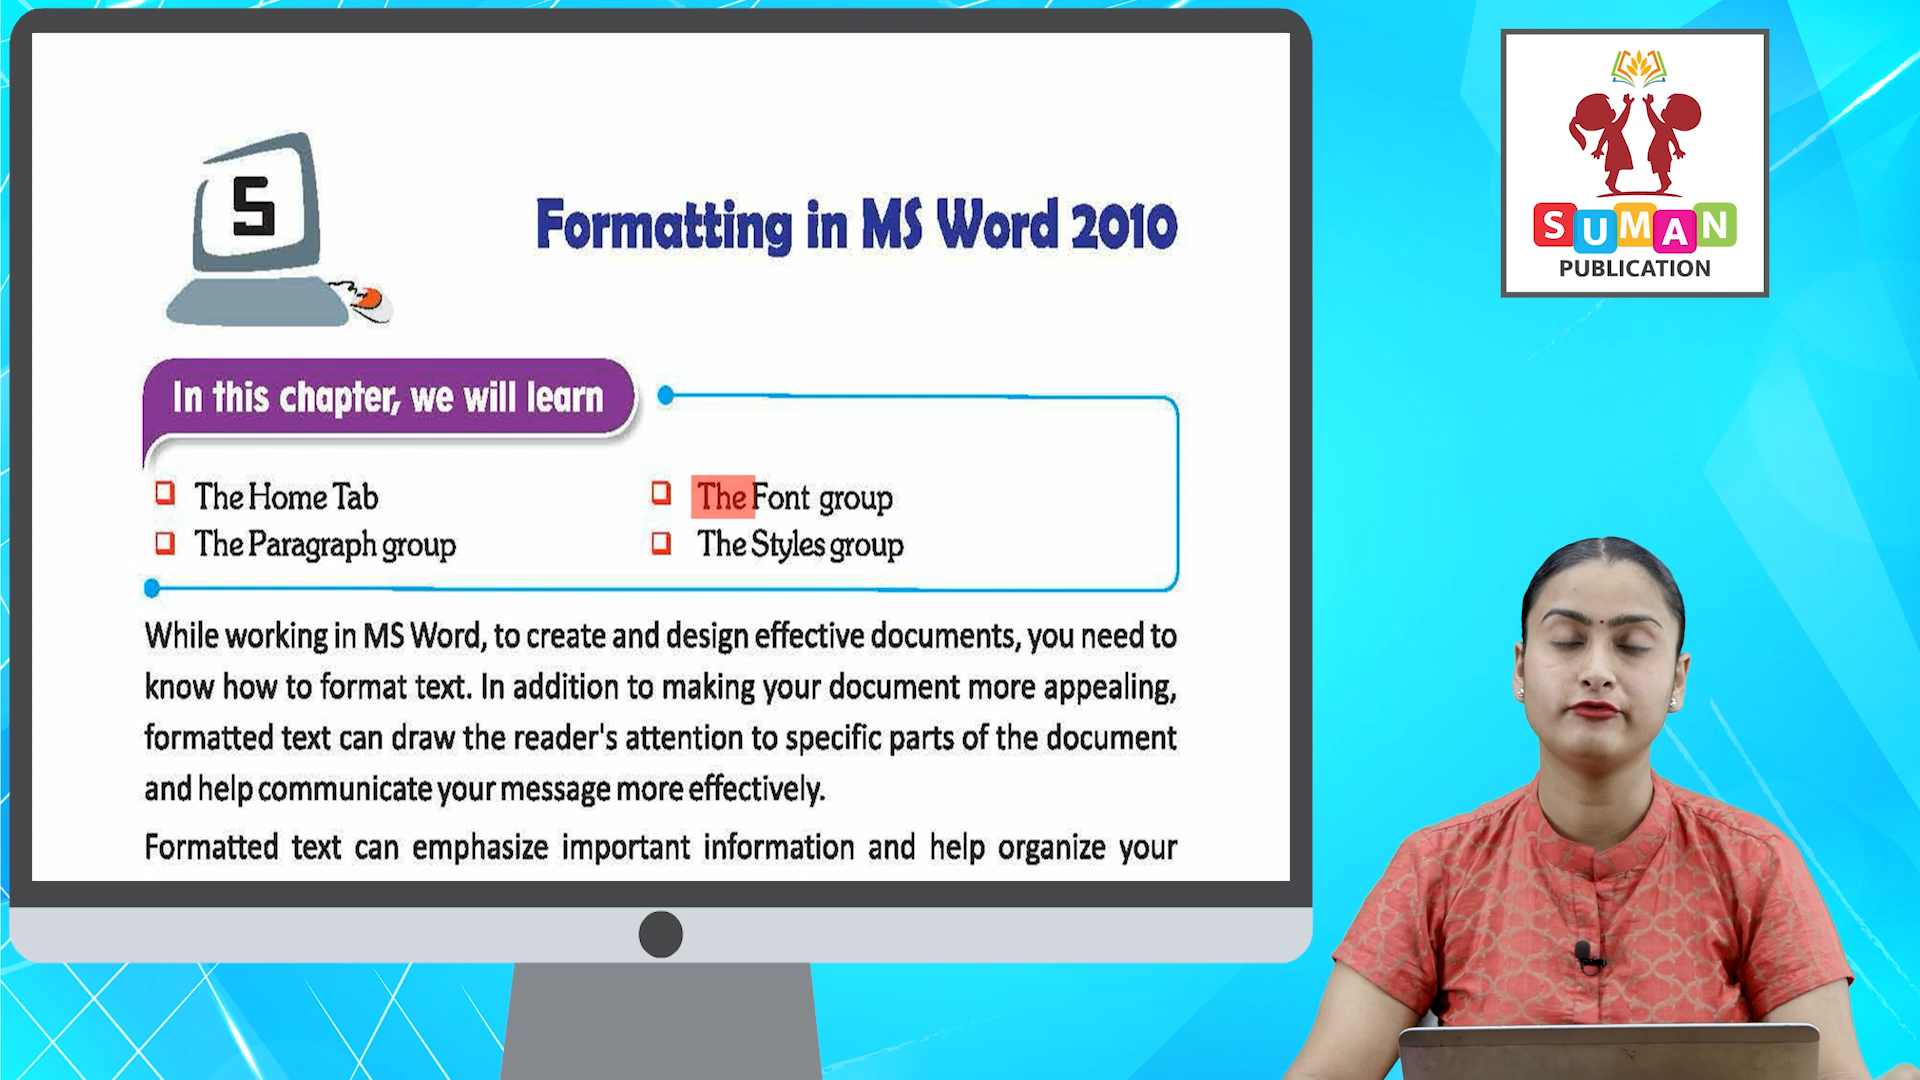 5
Formatting in MS Word 2010
In this chapter, we will learn
The Home Tab
The Font group
The Paragraph group
The Styles group
While working in MS Word, to create and design effective documents, you need to
know how to format text. In addition to making your document more appealing,
formatted text can draw the reader's attention to specific parts of the document
and help communicate your message more effectively.
Formatted text can emphasize important information and help organize your
SUMAN
PUBLICATION